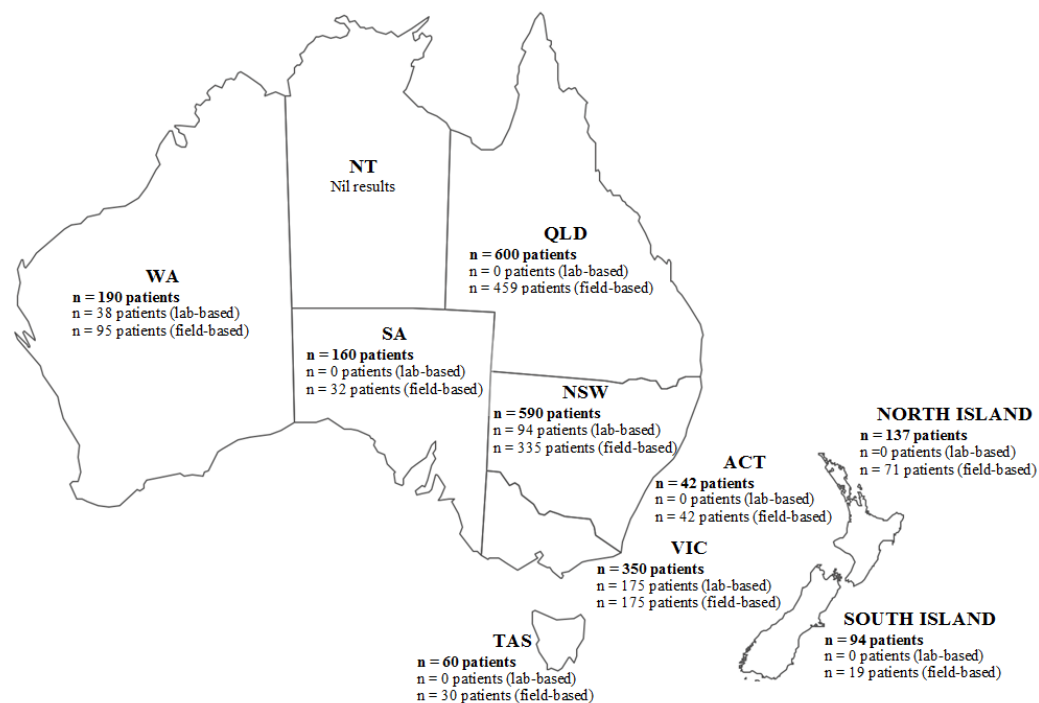 NT
Nil results
QLD
n = 600 patients
n = 0 patients (lab-based)
n = 459 patients (field-based)
WA
n = 190 patients
n = 38 patients (lab-based)
n = 95 patients (field-based)
SA
n = 160 patients
n = 0 patients (lab-based)
n = 32 patients (field-based)
NSW
n = 590 patients
n = 94 patients (lab-based)
n = 335 patients (field-based)
NORTH ISLAND
n = 137 patients
n =0 patients (lab-based)
n = 71 patients (field-based)
ACT
n = 42 patients
n = 0 patients (lab-based)
n = 42 patients (field-based)
VIC
n = 350 patients
n = 175 patients (lab-based)
n = 175 patients (field-based)
SOUTH ISLAND
n = 94 patients
n = 0 patients (lab-based)
n = 19 patients (field-based)
TAS
n = 60 patients
n = 0 patients (lab-based)
n = 30 patients (field-based)